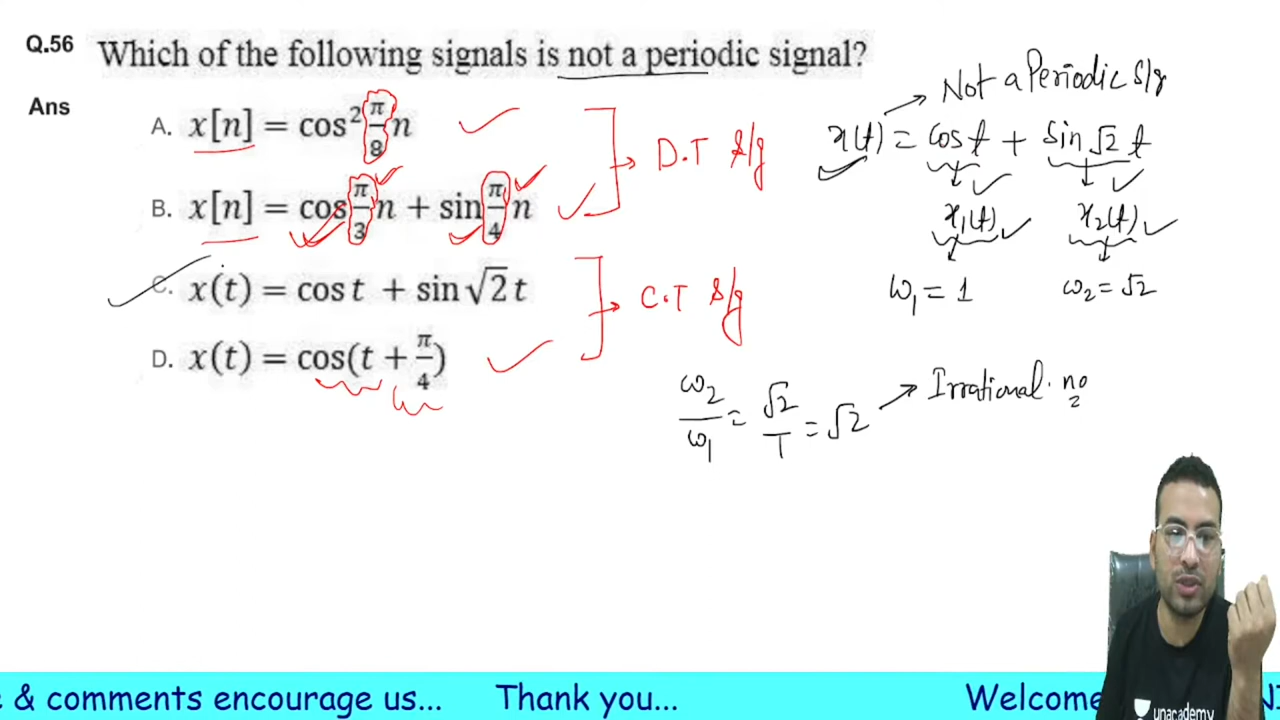 Q.56 Which of the following signals is not a periodic signal?
Ans
A. x[n] = cos² π/8 n
B. x[n] = cos π/3 n + sin π/4 n
C. x(t) = cos t + sin √2 t
D. x(t) = cos(t + π/4)
D.T S/g
C.T S/g
Not a Periodic S/g
x(t) = cos t + sin √2 t
x₁(t) x₂(t)
ω₁ = 1 ω₂ = √2
ω₂/ω₁ = √2/1 = √2 → Irrational. no
& comments encourage us... Thank you... Welcome
unacademy